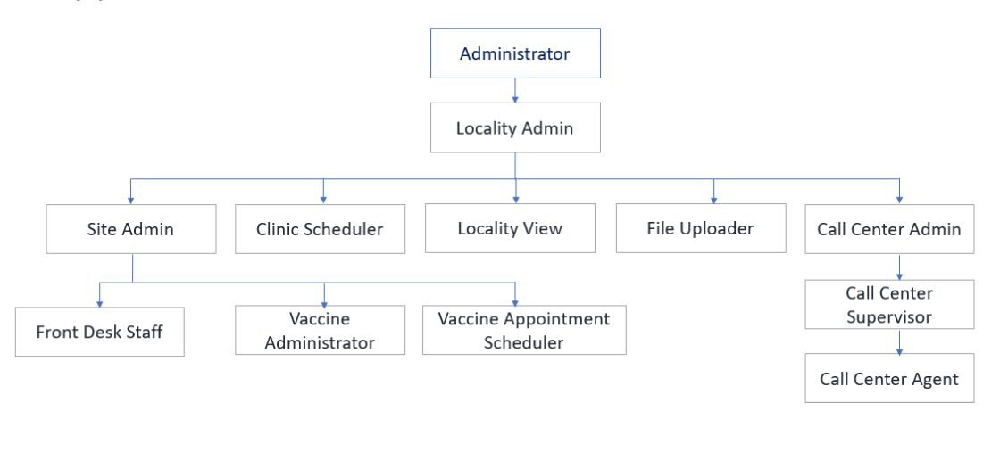 Administrator
Locality Admin
Site Admin
Clinic Scheduler
Locality View
File Uploader
Call Center Admin
Front Desk Staff
Vaccine
Administrator
Vaccine Appointment
Scheduler
Call Center
Supervisor
Call Center Agent